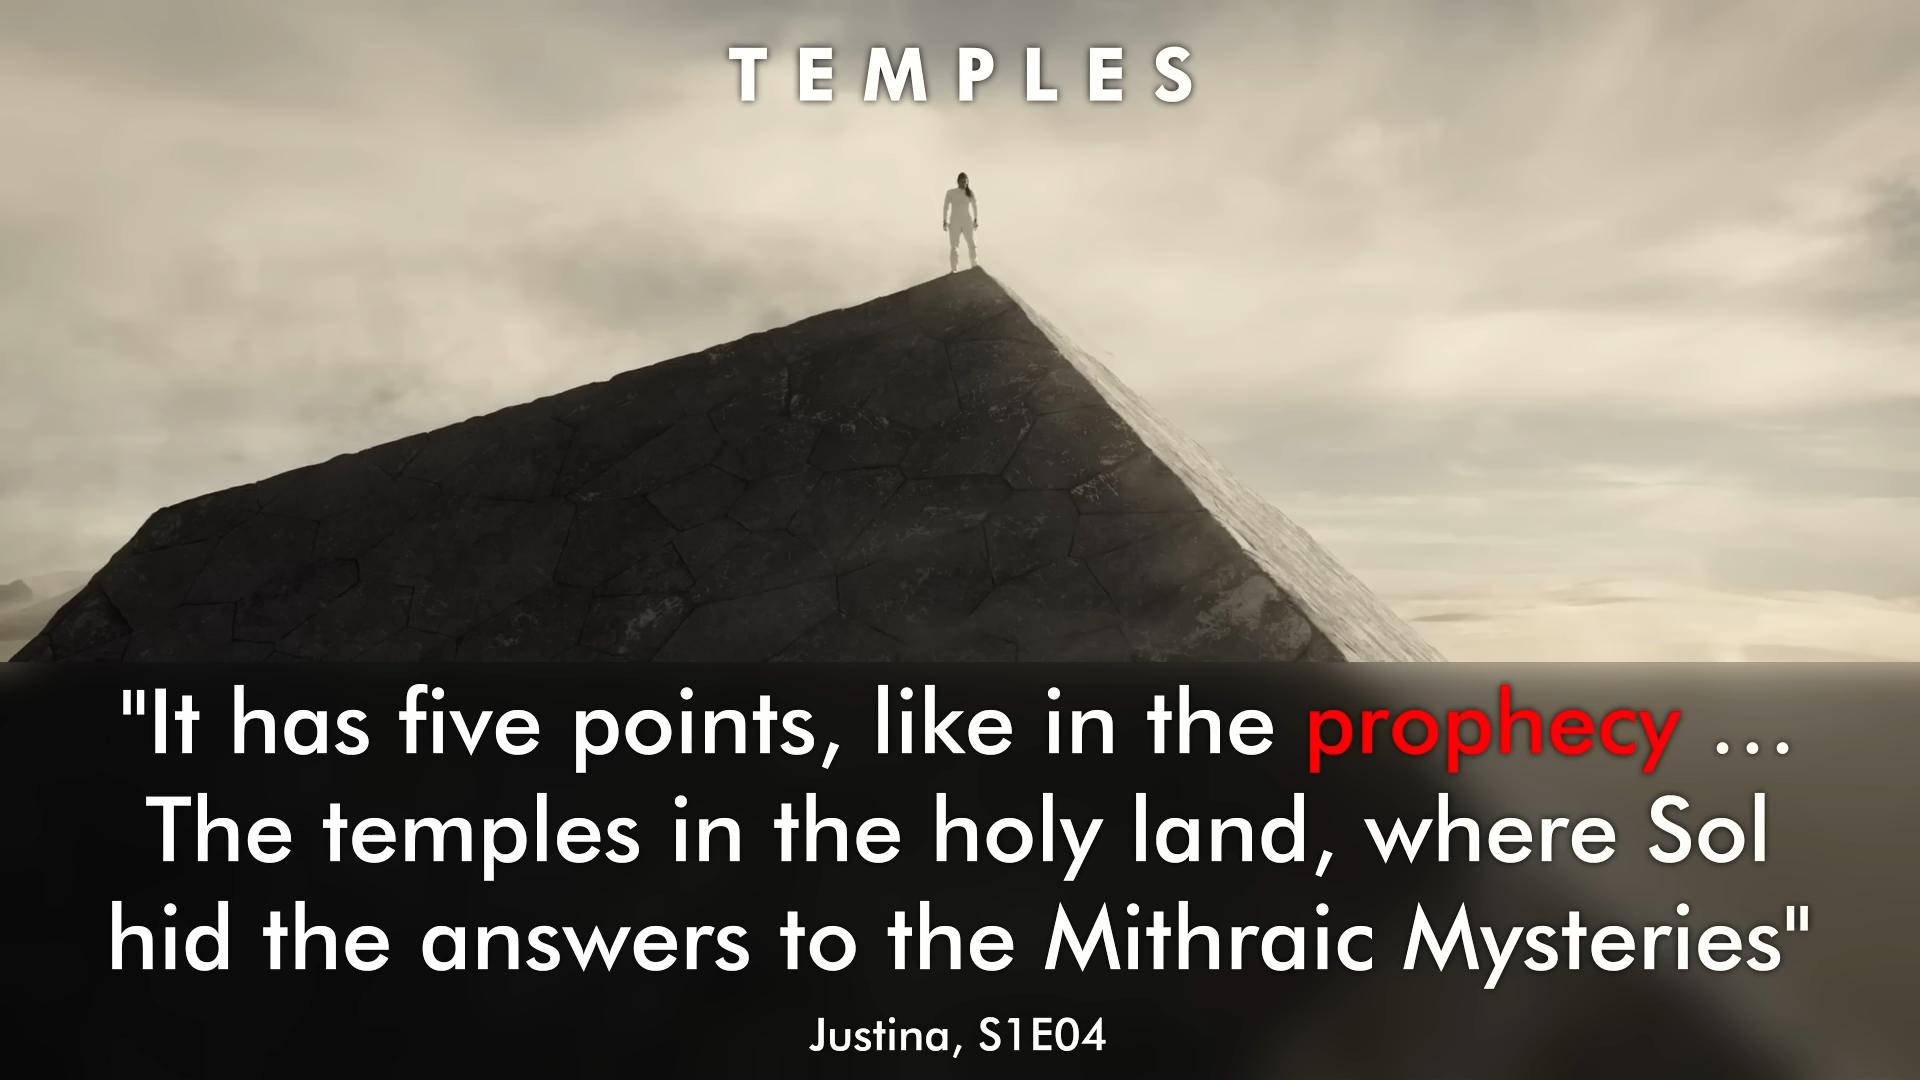 TEMPLES
"It has five points, like in the prophecy ...
The temples in the holy land, where Sol
hid the answers to the Mithraic Mysteries"
Justina, S1E04